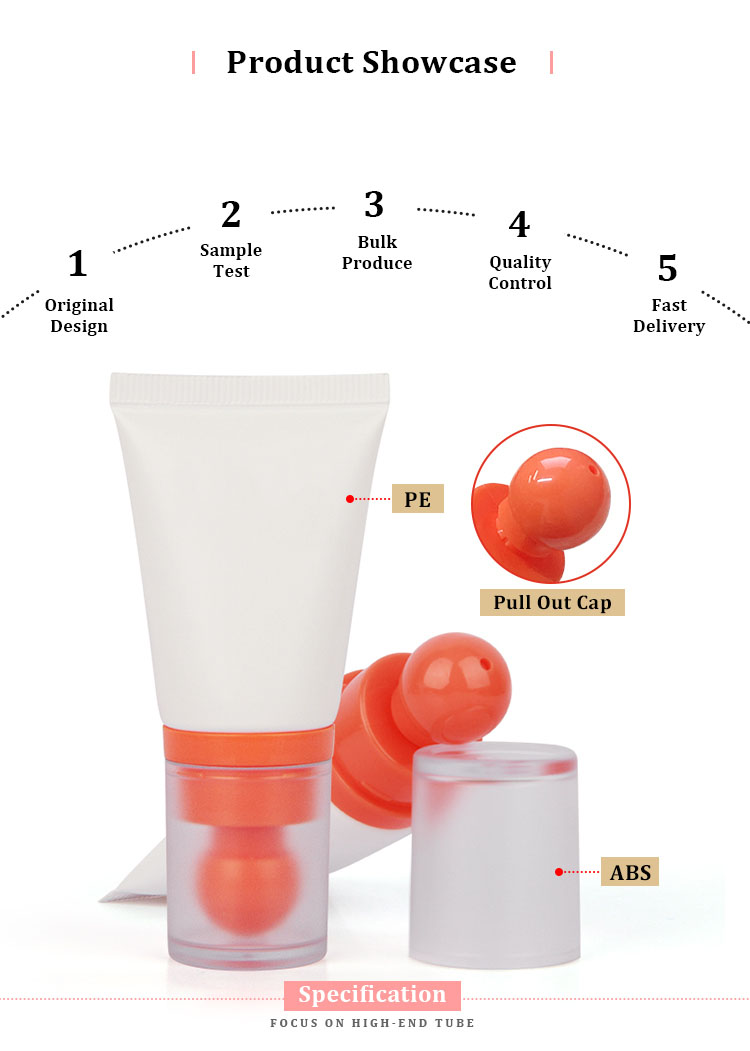 Product Showcase
1
Original
Design
2
Sample
Test
3
Bulk
Produce
4
Quality
Control
5
Fast
Delivery
PE
Pull Out Cap
ABS
Specification
FOCUS ON HIGH-END TUBE